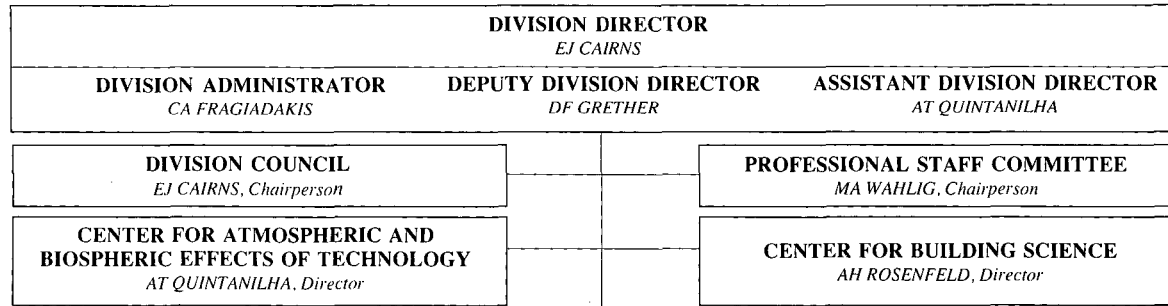 DIVISION DIRECTOR
EJ CAIRNS
DIVISION ADMINISTRATOR
CA FRAGIADAKIS
DEPUTY DIVISION DIRECTOR
DF GRETHER
ASSISTANT DIVISION DIRECTOR
AT QUINTANILHA
DIVISION COUNCIL
EJ CAIRNS, Chairperson
PROFESSIONAL STAFF COMMITTEE
MA WAHLIG, Chairperson
CENTER FOR ATMOSPHERIC AND
BIOSPHERIC EFFECTS OF TECHNOLOGY
AT QUINTANILHA, Director
CENTER FOR BUILDING SCIENCE
AH ROSENFELD, Director